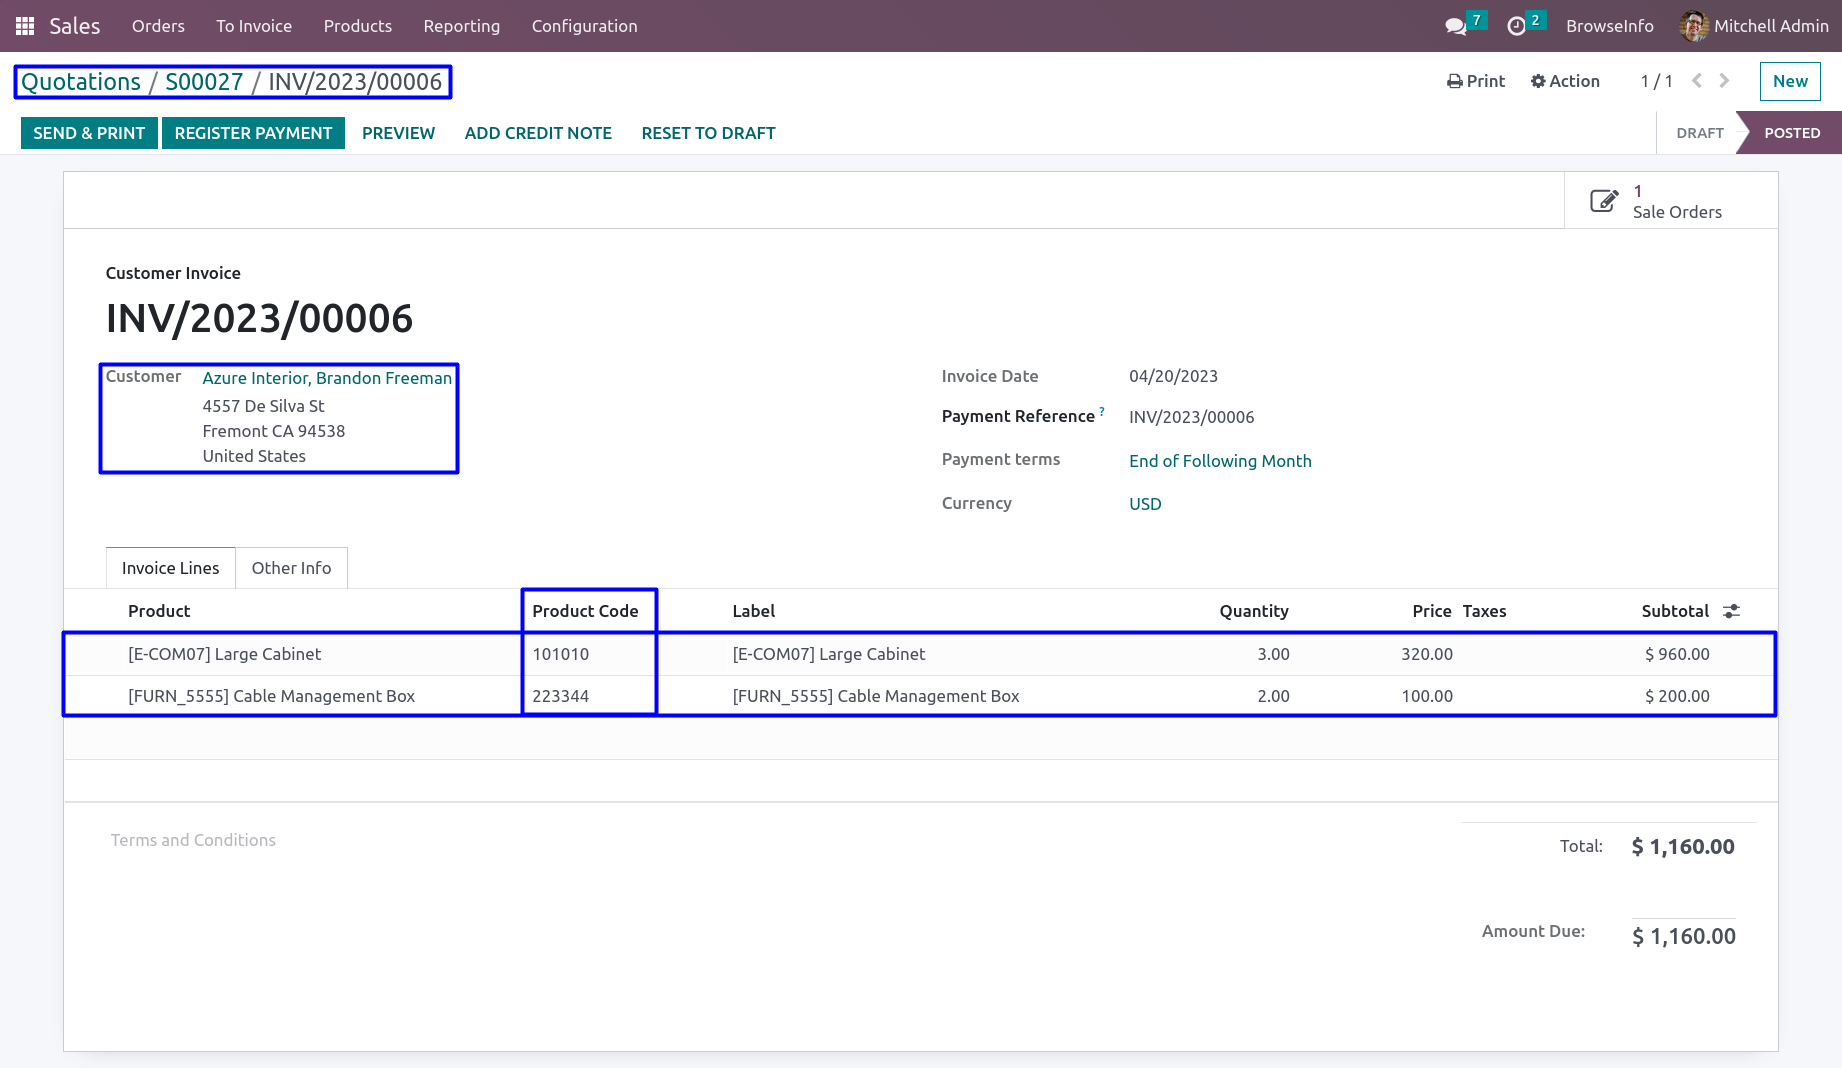 Sales Orders To Invoice Products Reporting Configuration 7 2 BrowseInfo Mitchell Admin
Quotations / S00027 / INV/2023/00006 Print Action 1 / 1 New
SEND & PRINT REGISTER PAYMENT PREVIEW ADD CREDIT NOTE RESET TO DRAFT DRAFT POSTED
1
Sale Orders
Customer Invoice
INV/2023/00006
Customer Azure Interior, Brandon Freeman
4557 De Silva St
Fremont CA 94538
United States
Invoice Date 04/20/2023
Payment Reference ? INV/2023/00006
Payment terms End of Following Month
Currency USD
Invoice Lines Other Info
Product Product Code Label Quantity Price Taxes Subtotal
[E-COM07] Large Cabinet 101010 [E-COM07] Large Cabinet 3.00 320.00 $ 960.00
[FURN_5555] Cable Management Box 223344 [FURN_5555] Cable Management Box 2.00 100.00 $ 200.00
Terms and Conditions
Total: $ 1,160.00
Amount Due: $ 1,160.00